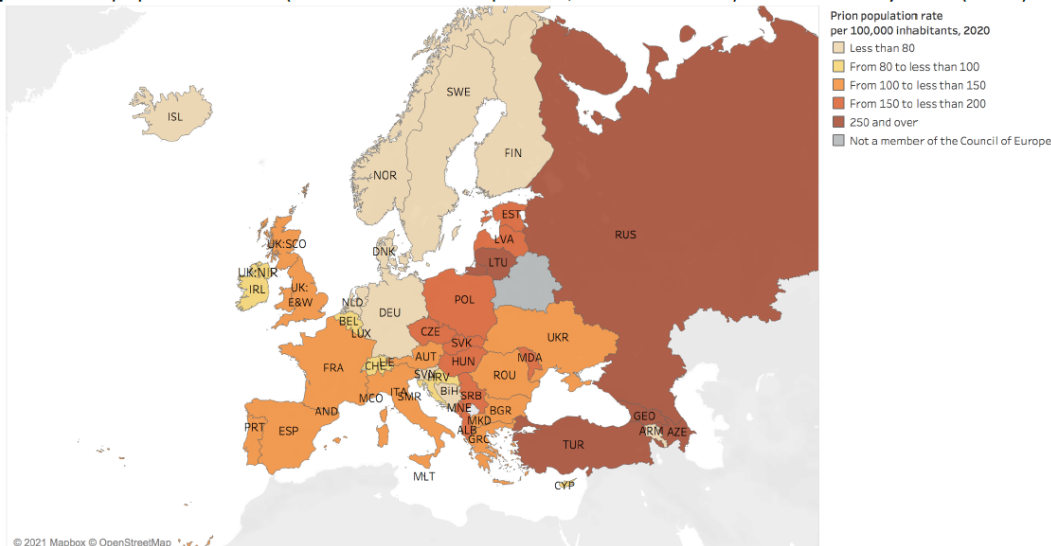 Prion population rate
per 100,000 inhabitants, 2020
Less than 80
From 80 to less than 100
From 100 to less than 150
From 150 to less than 200
250 and over
Not a member of the Council of Europe
ISL
SWE
FIN
NOR
RUS
EST
LVA
UK:SCO
DNK
LTU
UK:NIR
IRL
UK:
E&W
NLD
POL
DEU
BEL
LUX
CZE
UKR
SVK
AUT
HUN
MDA
FRA
CHE
LIE
SVN
HRV
ROU
ITA
BiH
SRB
MCO
SMR
MNE
BGR
AND
MKD
GEO
PRT
ESP
ALB
ARM
AZE
GRC
TUR
MLT
CYP
© 2021 Mapbox © OpenStreetMap